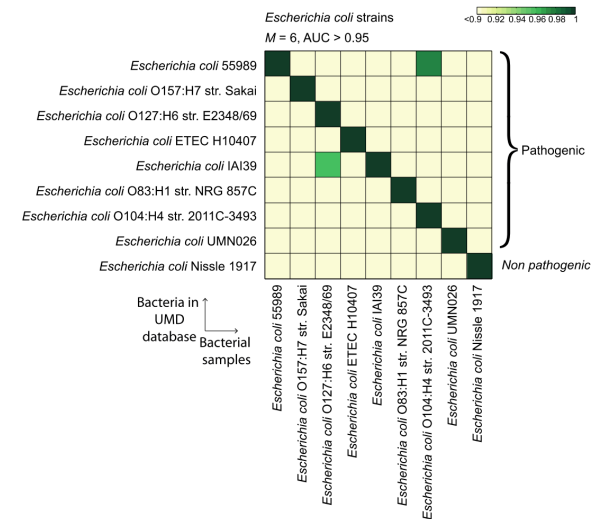 Escherichia coli strains
M = 6, AUC > 0.95
<0.9 0.92 0.94 0.96 0.98 1
Escherichia coli 55989
Escherichia coli O157:H7 str. Sakai
Escherichia coli O127:H6 str. E2348/69
Escherichia coli ETEC H10407
Escherichia coli IAI39
Escherichia coli O83:H1 str. NRG 857C
Escherichia coli O104:H4 str. 2011C-3493
Escherichia coli UMN026
Escherichia coli Nissle 1917
Pathogenic
Non pathogenic
Bacteria in
UMD
database
Bacterial
samples
Escherichia coli 55989
Escherichia coli O157:H7 str. Sakai
Escherichia coli O127:H6 str. E2348/69
Escherichia coli ETEC H10407
Escherichia coli IAI39
Escherichia coli O83:H1 str. NRG 857C
Escherichia coli O104:H4 str. 2011C-3493
Escherichia coli UMN026
Escherichia coli Nissle 1917